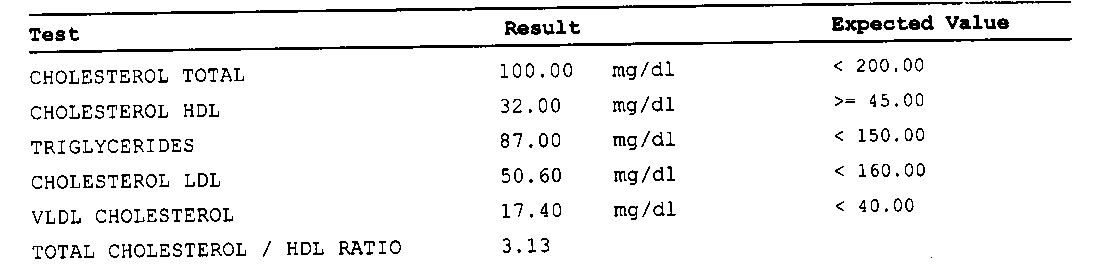 Test Result Expected Value
CHOLESTEROL TOTAL 100.00 mg/dl < 200.00
CHOLESTEROL HDL 32.00 mg/dl >= 45.00
TRIGLYCERIDES 87.00 mg/dl < 150.00
CHOLESTEROL LDL 50.60 mg/dl < 160.00
VLDL CHOLESTEROL 17.40 mg/dl < 40.00
TOTAL CHOLESTEROL / HDL RATIO 3.13